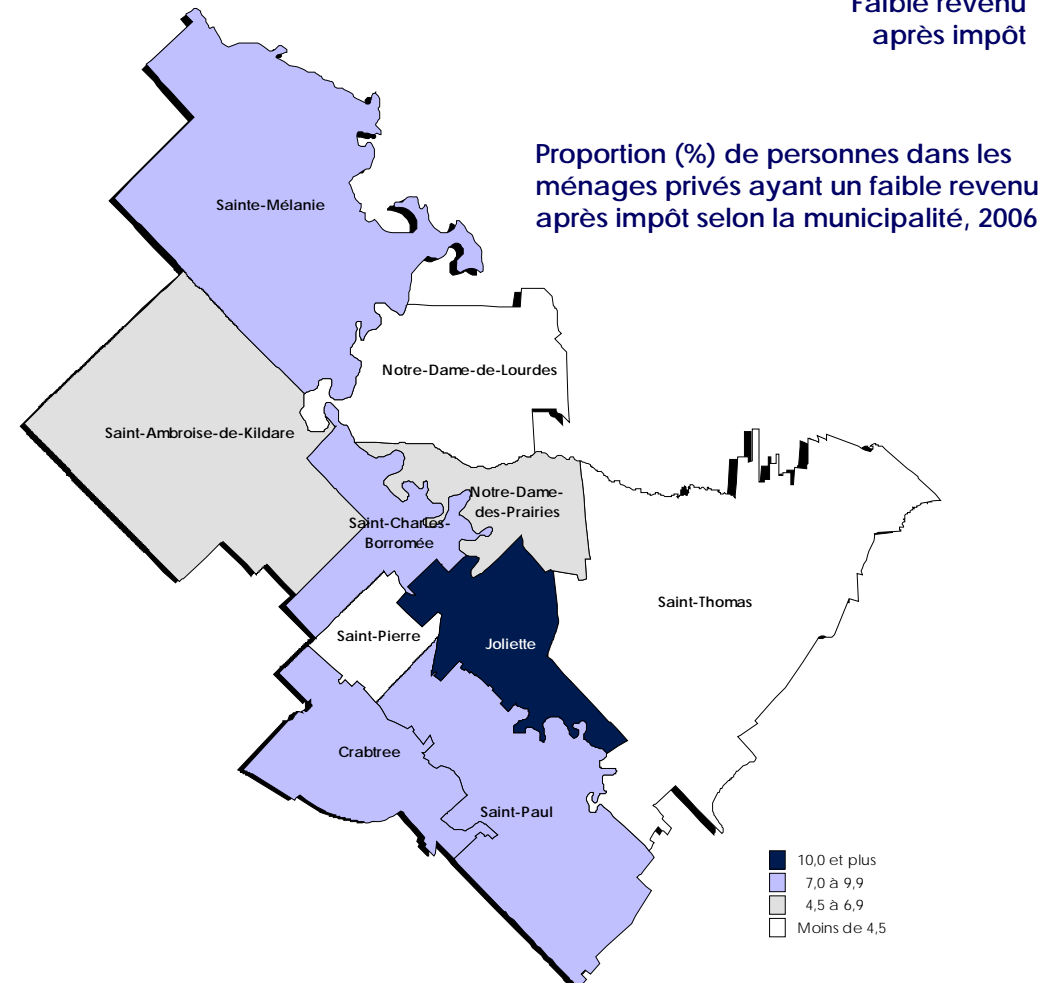 Faible revenu
après impôt
Proportion (%) de personnes dans les
ménages privés ayant un faible revenu
après impôt selon la municipalité, 2006
Sainte-Mélanie
Notre-Dame-de-Lourdes
Saint-Ambroise-de-Kildare
Notre-Dame-
des-Prairies
Saint-Charles-
Borromée
Saint-Thomas
Saint-Pierre
Joliette
Crabtree
Saint-Paul
10,0 et plus
7,0 à 9,9
4,5 à 6,9
Moins de 4,5